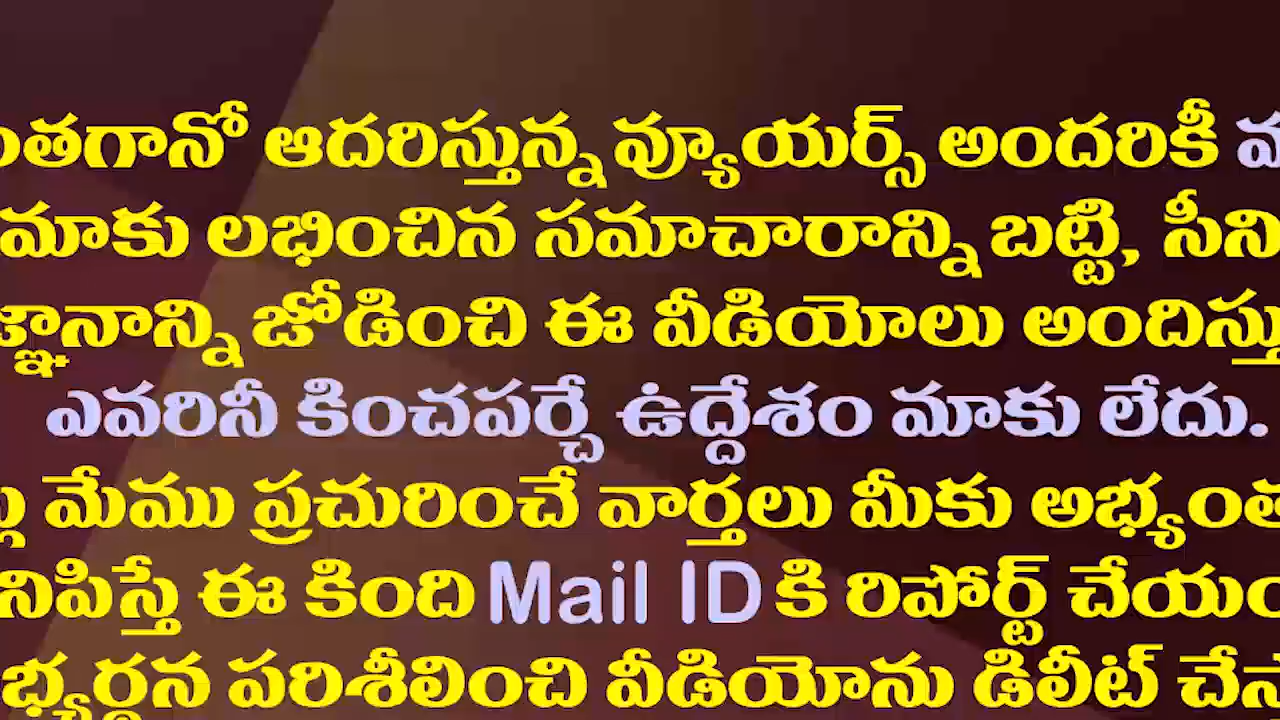 ంతగానో ఆదరిస్తున్న వ్యూయర్స్ అందరికీ
మాకు లభించిన సమాచారాన్ని బట్టి, సీని
జ్ఞానాన్ని జోడించి ఈ వీడియోలు అందిస్తు
ఎవరినీ కించపర్చే ఉద్దేశం మాకు లేదు.
ల్ల మేము ప్రచురించే వార్తలు మీకు అభ్యంత
నిపిస్తే ఈ కింది Mail ID కి రిపోర్ట్ చేయం
భ్యర్థన పరిశీలించి వీడియోను డిలీట్ చేస